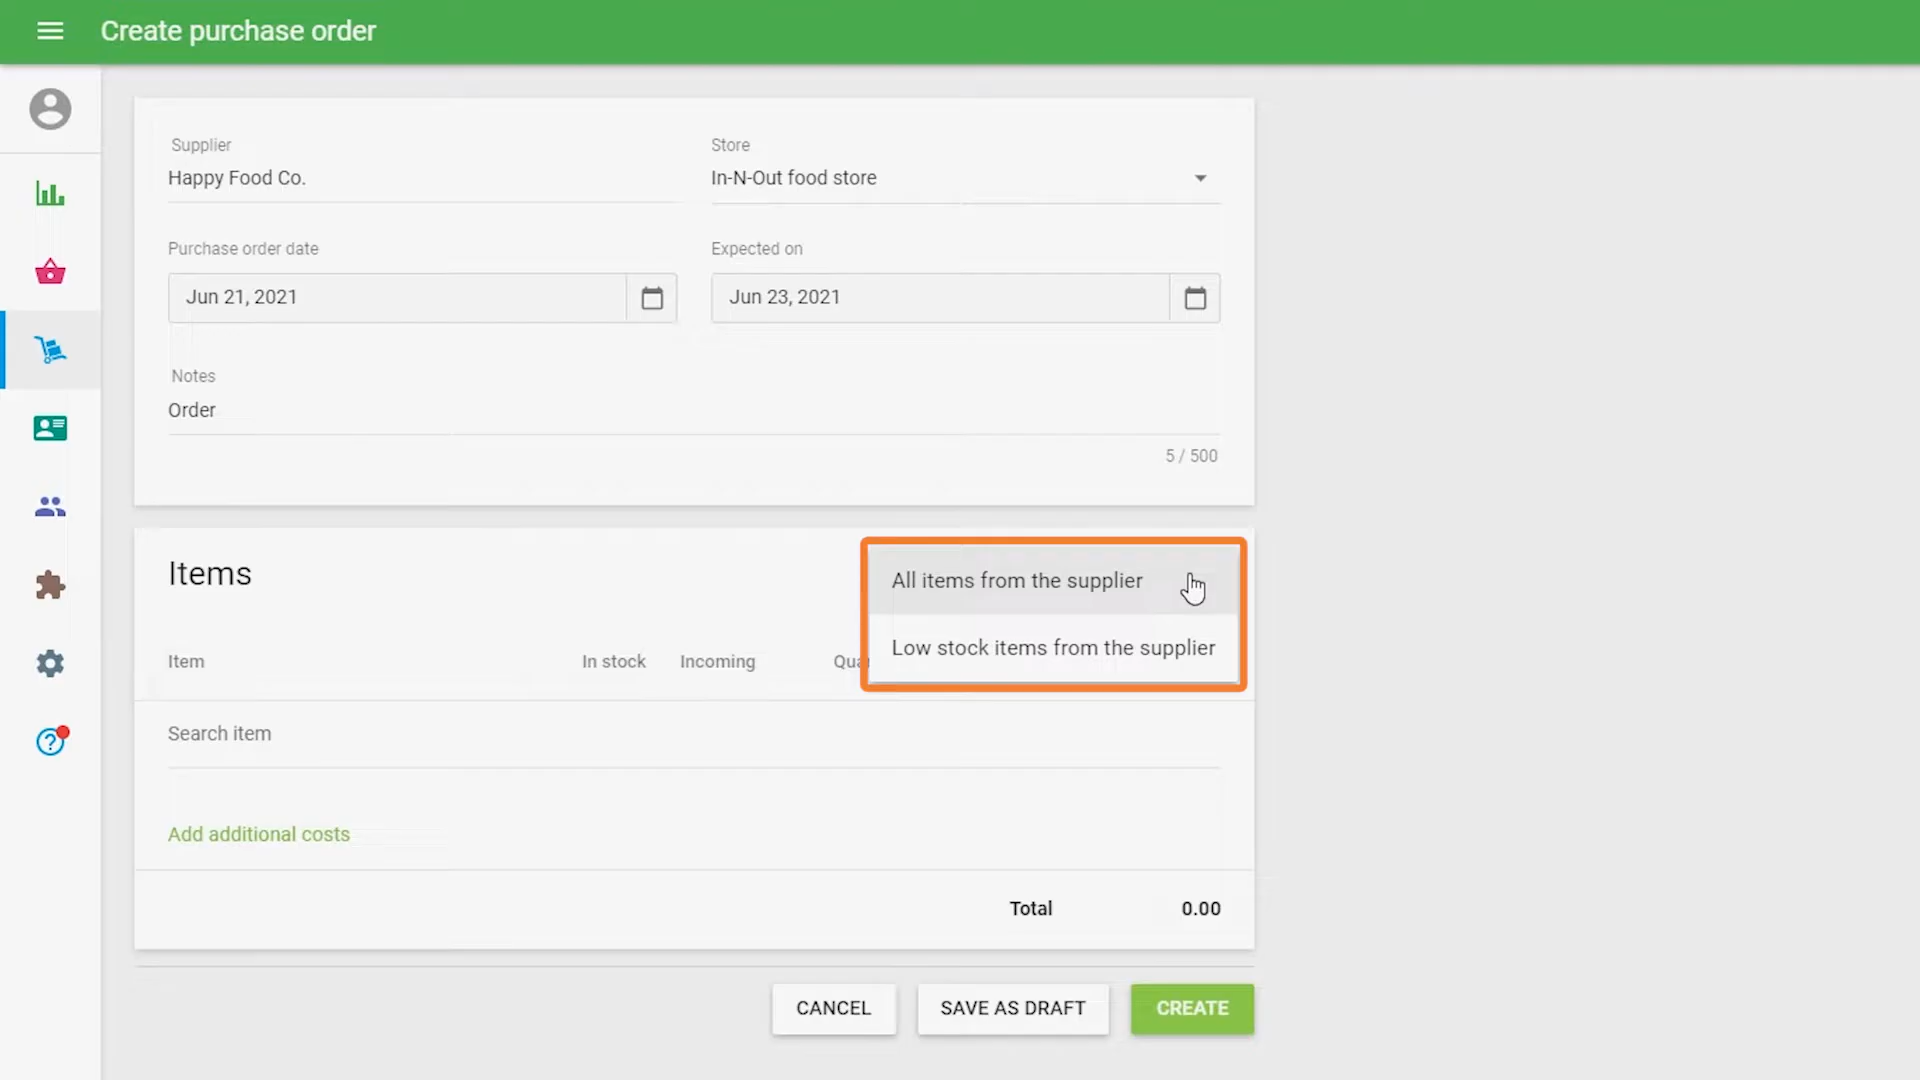 Create purchase order
Supplier
Happy Food Co.
Store
In-N-Out food store
Purchase order date
Jun 21, 2021
Expected on
Jun 23, 2021
Notes
Order
5 / 500
Items
All items from the supplier
Low stock items from the supplier
Item
In stock
Incoming
Search item
Add additional costs
Total
0.00
CANCEL
SAVE AS DRAFT
CREATE